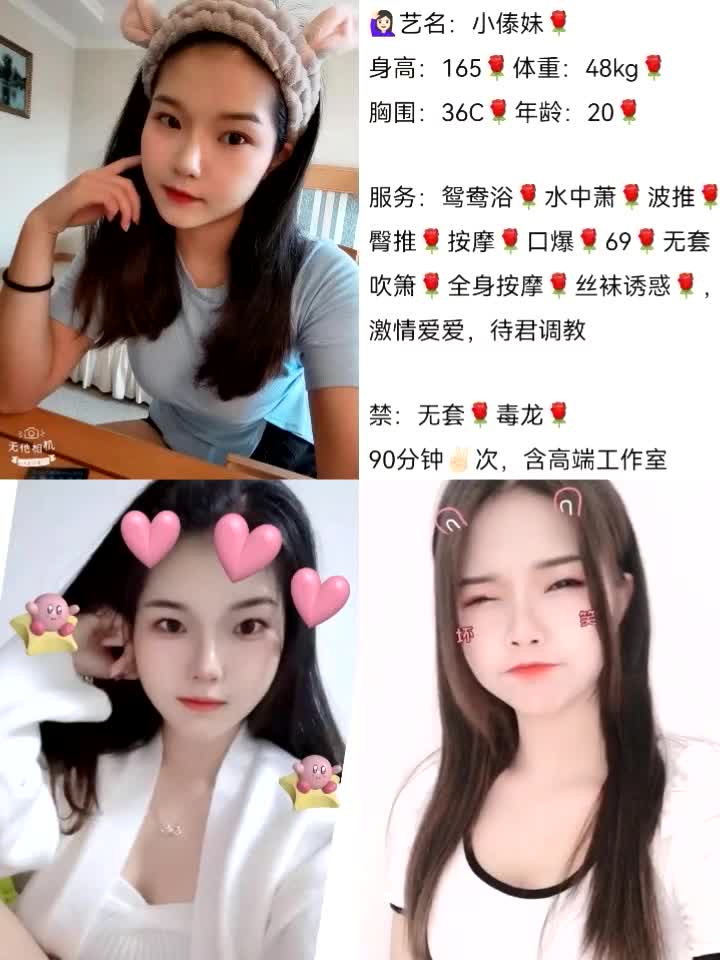 🙋🏻‍♀️艺名：小傣妹🌹
身高：165🌹体重：48kg🌹
胸围：36C🌹年龄：20🌹
服务：鸳鸯浴🌹水中萧🌹波推🌹
臀推🌹按摩🌹口爆🌹69🌹无套
吹箫🌹全身按摩🌹丝袜诱惑🌹，
激情爱爱，待君调教
禁：无套🌹毒龙🌹
90分钟✌🏻次，含高端工作室
无他相机
坏
笑